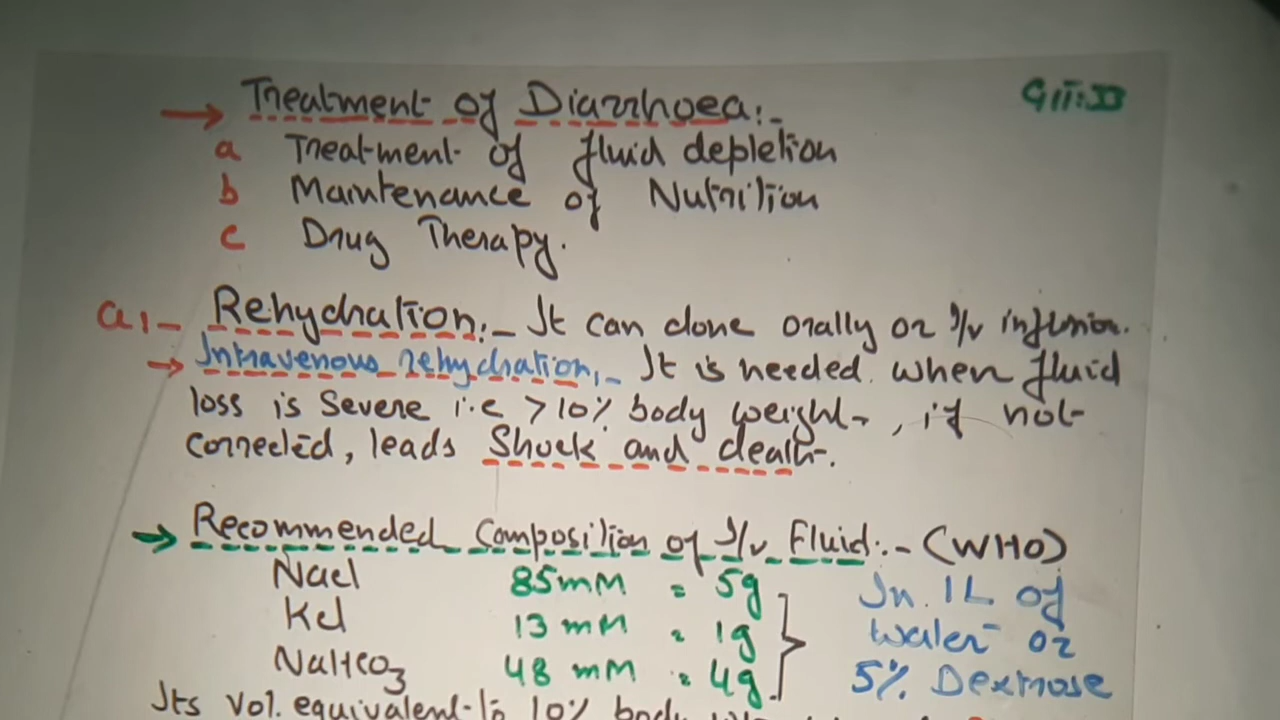 GIT:II
Treatment of Diarrhoea:-
a Treatment of fluid depletion
b Maintenance of Nutrition
c Drug Therapy.
a,- Rehydration:- It can done orally or I/v infusion.
Intravenous rehydration,- It is needed when fluid
loss is severe i.e >10% body weight, if not
corrected, leads Shock and death.
Recommended Composition of I/v Fluid:- (WHO)
Nacl 85mM = 5g In 1L of
Kcl 13 mM = 1g Water or
NaHCO3 48 mM = 4g 5% Dextrose
Its vol. equivalent to 10% body